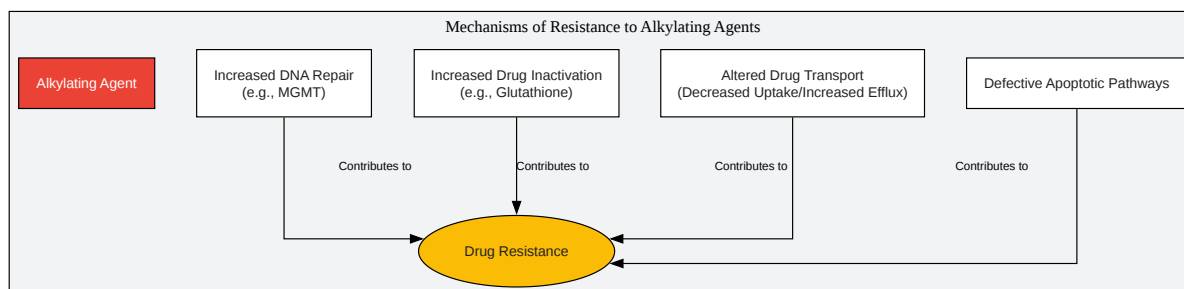 Mechanisms of Resistance to Alkylating Agents
Alkylating Agent
Increased DNA Repair
(e.g., MGMT)
Increased Drug Inactivation
(e.g., Glutathione)
Altered Drug Transport
(Decreased Uptake/Increased Efflux)
Defective Apoptotic Pathways
Contributes to
Contributes to
Contributes to
Contributes to
Drug Resistance